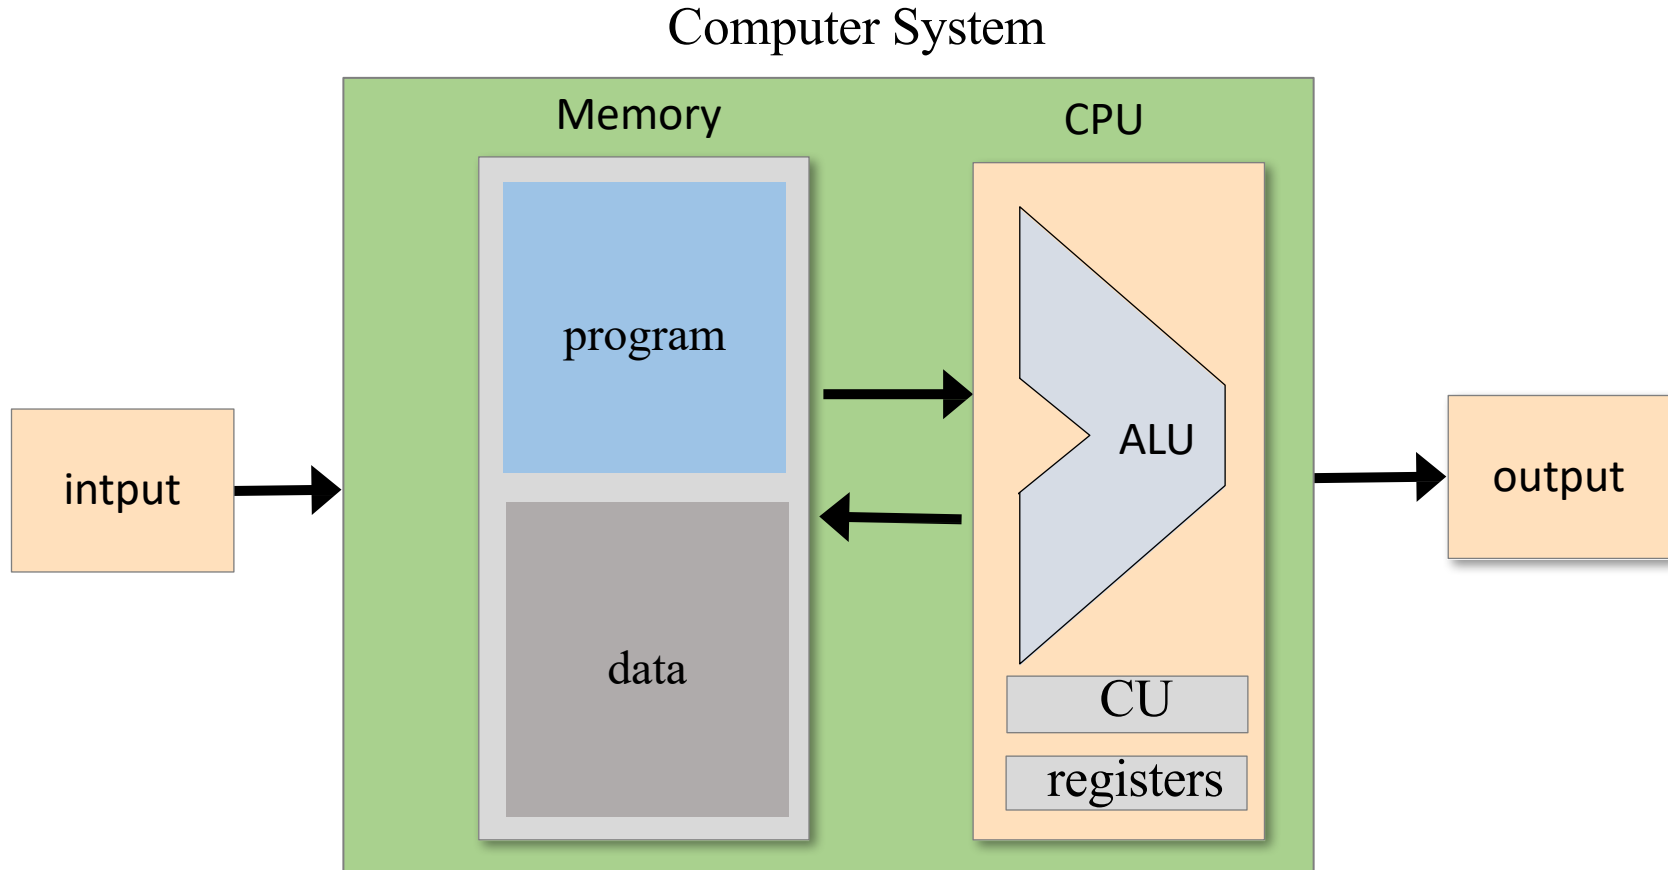 Computer System
Memory
CPU
program
ALU
intput
output
data
CU
registers